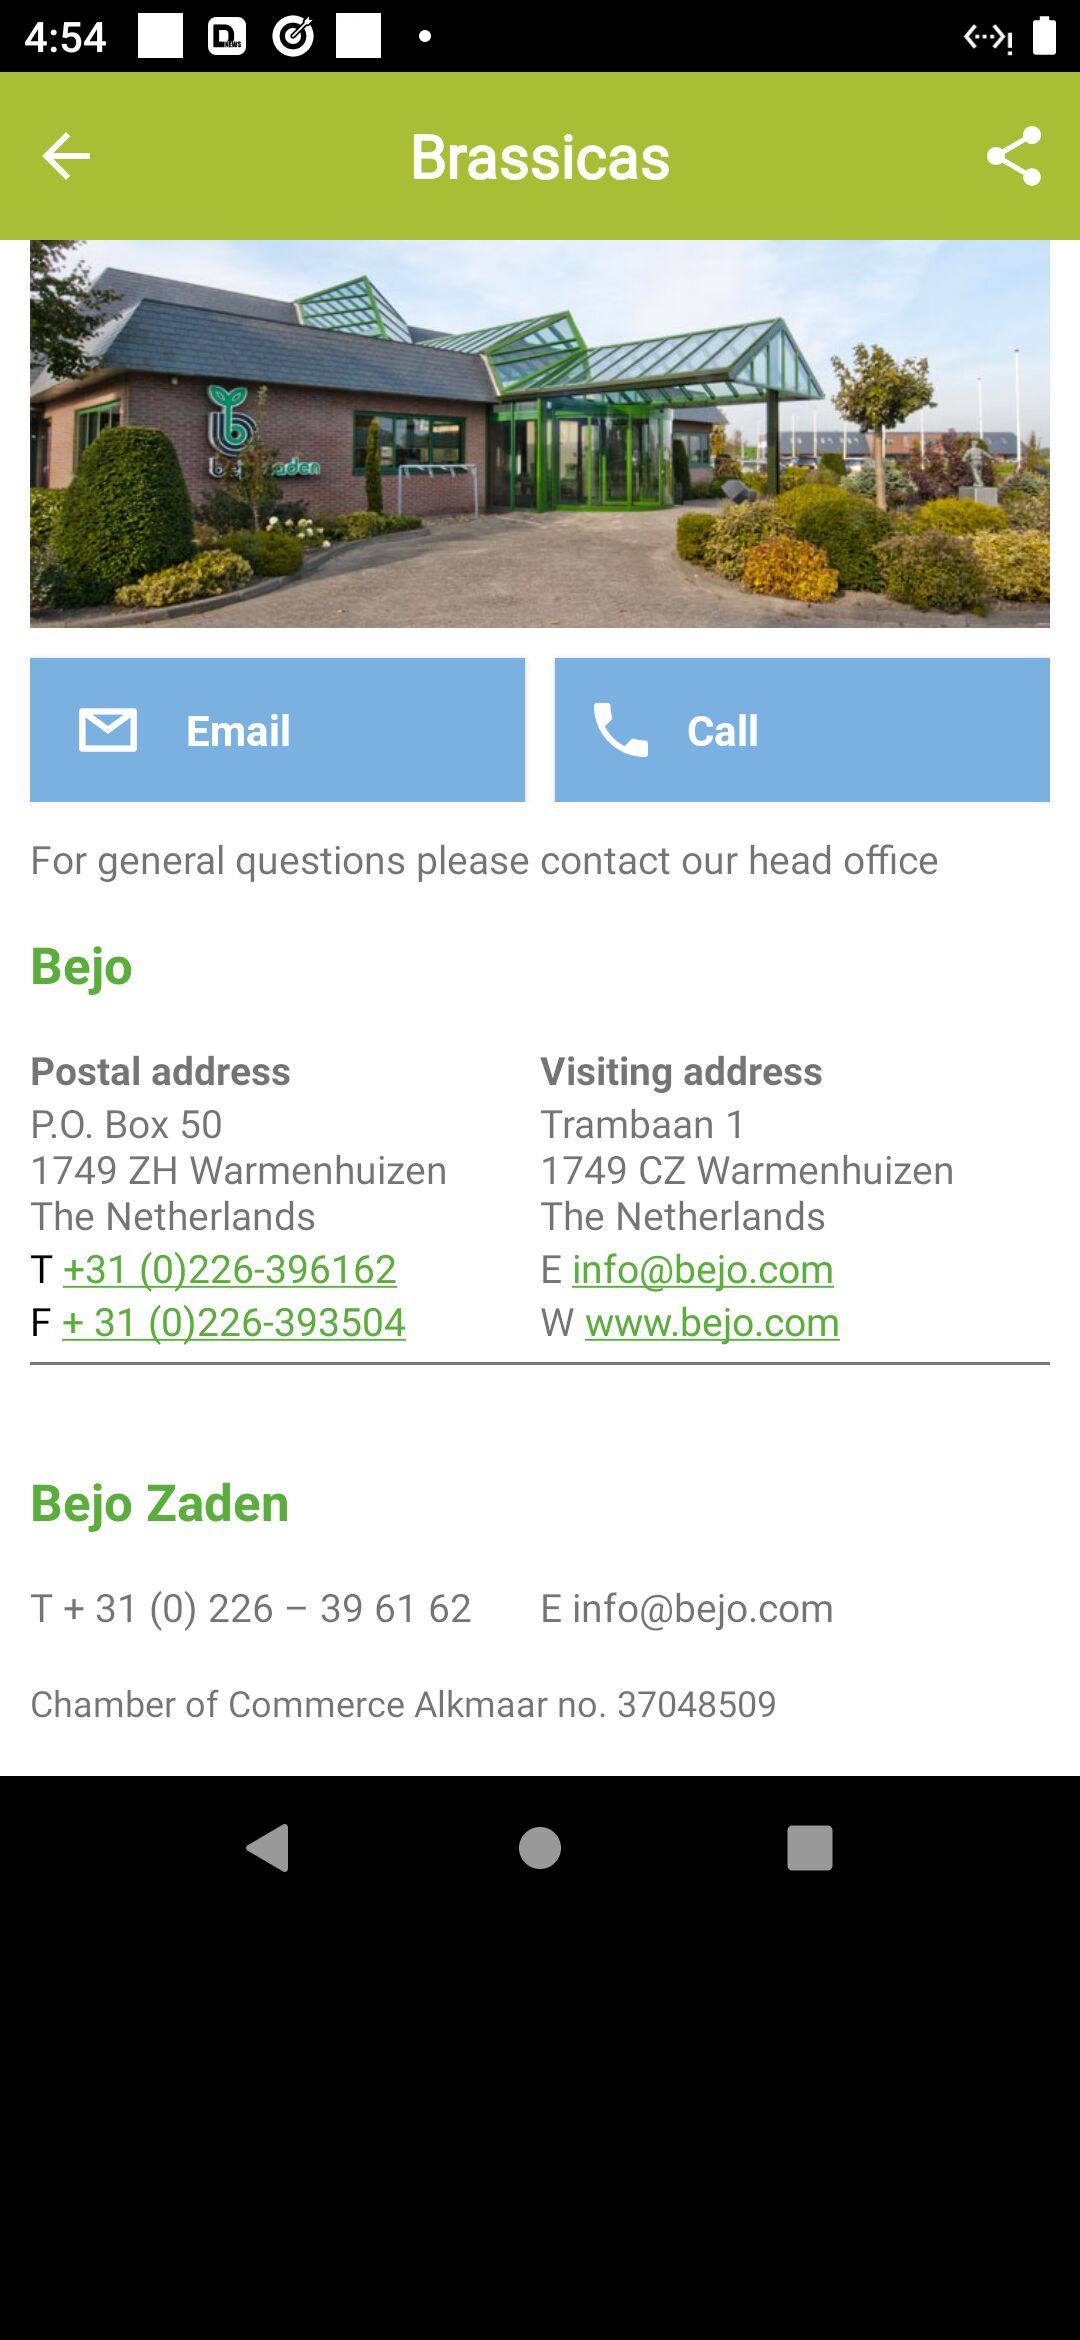 4:54
D NEWS
Brassicas
bejo zaden
Email
Call
For general questions please contact our head office
Bejo
Postal address
P.O. Box 50
1749 ZH Warmenhuizen
The Netherlands
T +31 (0)226-396162
F + 31 (0)226-393504
Visiting address
Trambaan 1
1749 CZ Warmenhuizen
The Netherlands
E info@bejo.com
W www.bejo.com
Bejo Zaden
T + 31 (0) 226 – 39 61 62
E info@bejo.com
Chamber of Commerce Alkmaar no. 37048509